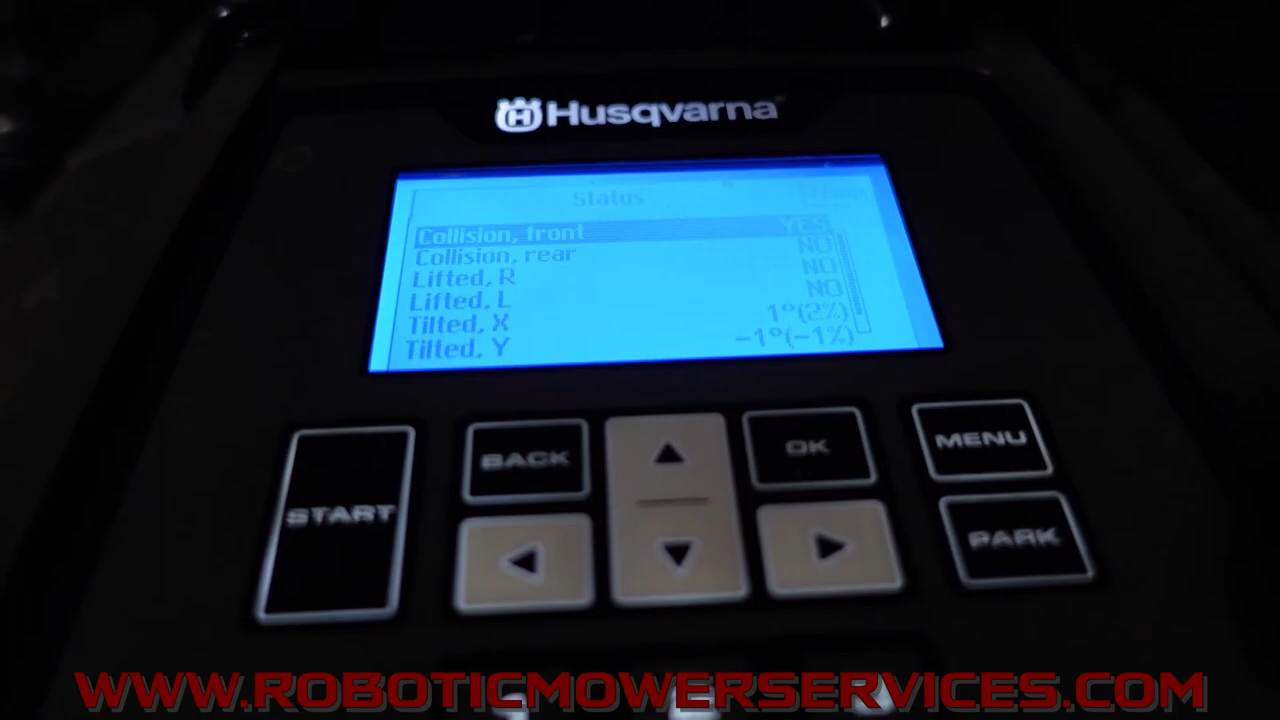 Husqvarna
Status
Collision, front YES
Collision, rear NO
Lifted, R NO
Lifted, L NO
Tilted, X 1°(2%)
Tilted, Y -1°(-1%)
START
BACK
OK
MENU
PARK
WWW.ROBOTICMOWERSERVICES.COM